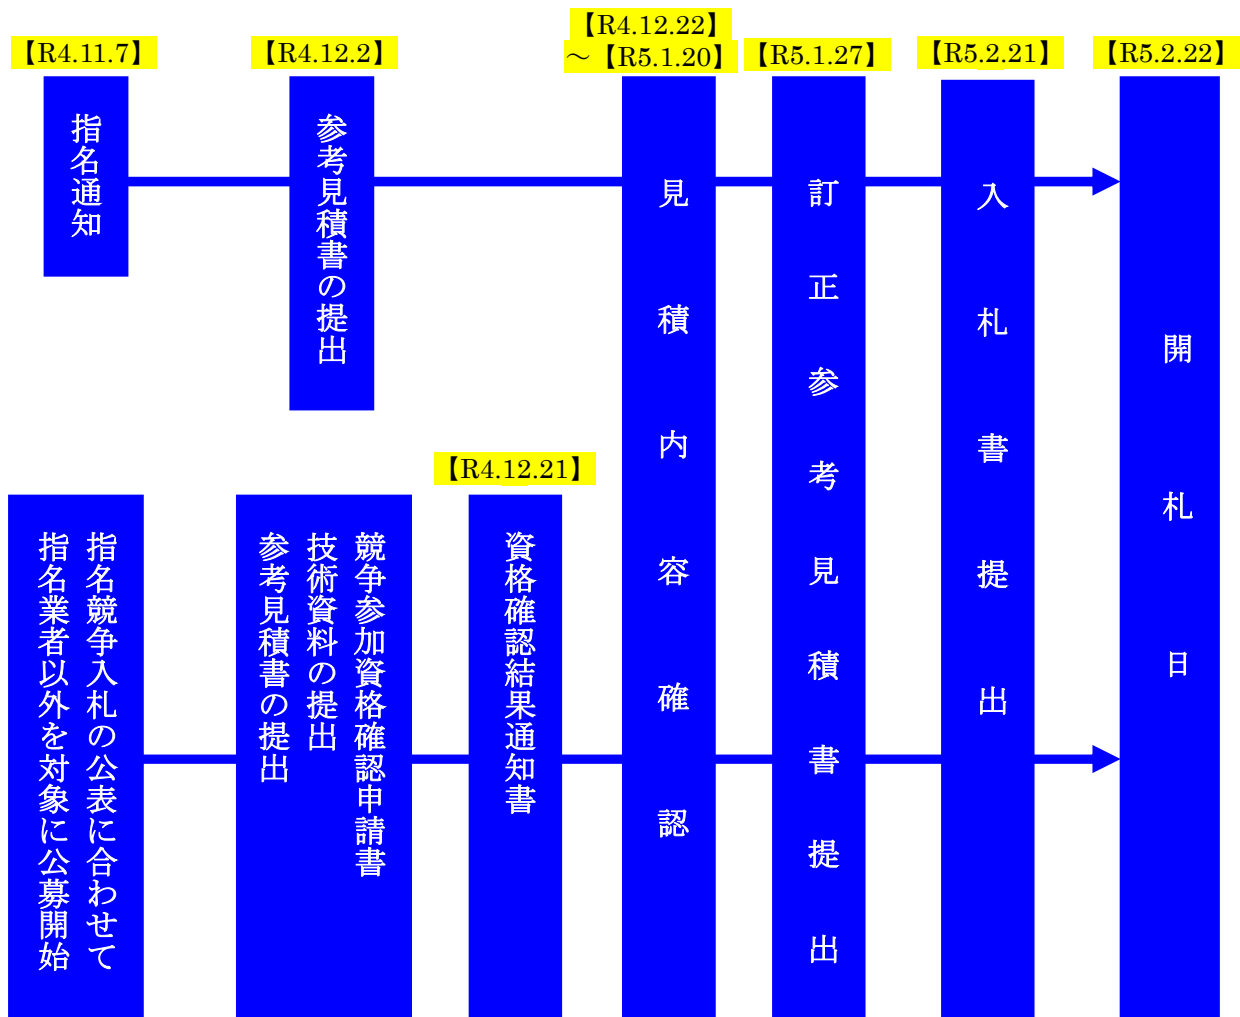 【R4.11.7】
指名通知
【R4.12.2】
参考見積書の提出
【R4.12.22】
～【R5.1.20】
見積内容確認
【R5.1.27】
訂正参考見積書提出
【R5.2.21】
入札書提出
【R5.2.22】
開札日
指名競争入札の公表に合わせて
指名業者以外を対象に公募開始
競争参加資格確認申請書
技術資料の提出
参考見積書の提出
【R4.12.21】
資格確認結果通知書